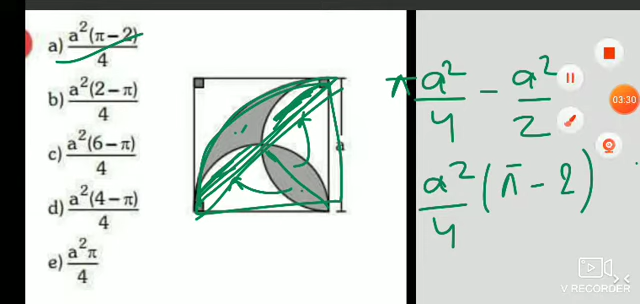 a) a²(π−2)/4
b) a²(2−π)/4
c) a²(6−π)/4
d) a²(4−π)/4
e) a²π/4
a
π a²/4 − a²/2
a²/4 (π − 2)
03:30
V RECORDER